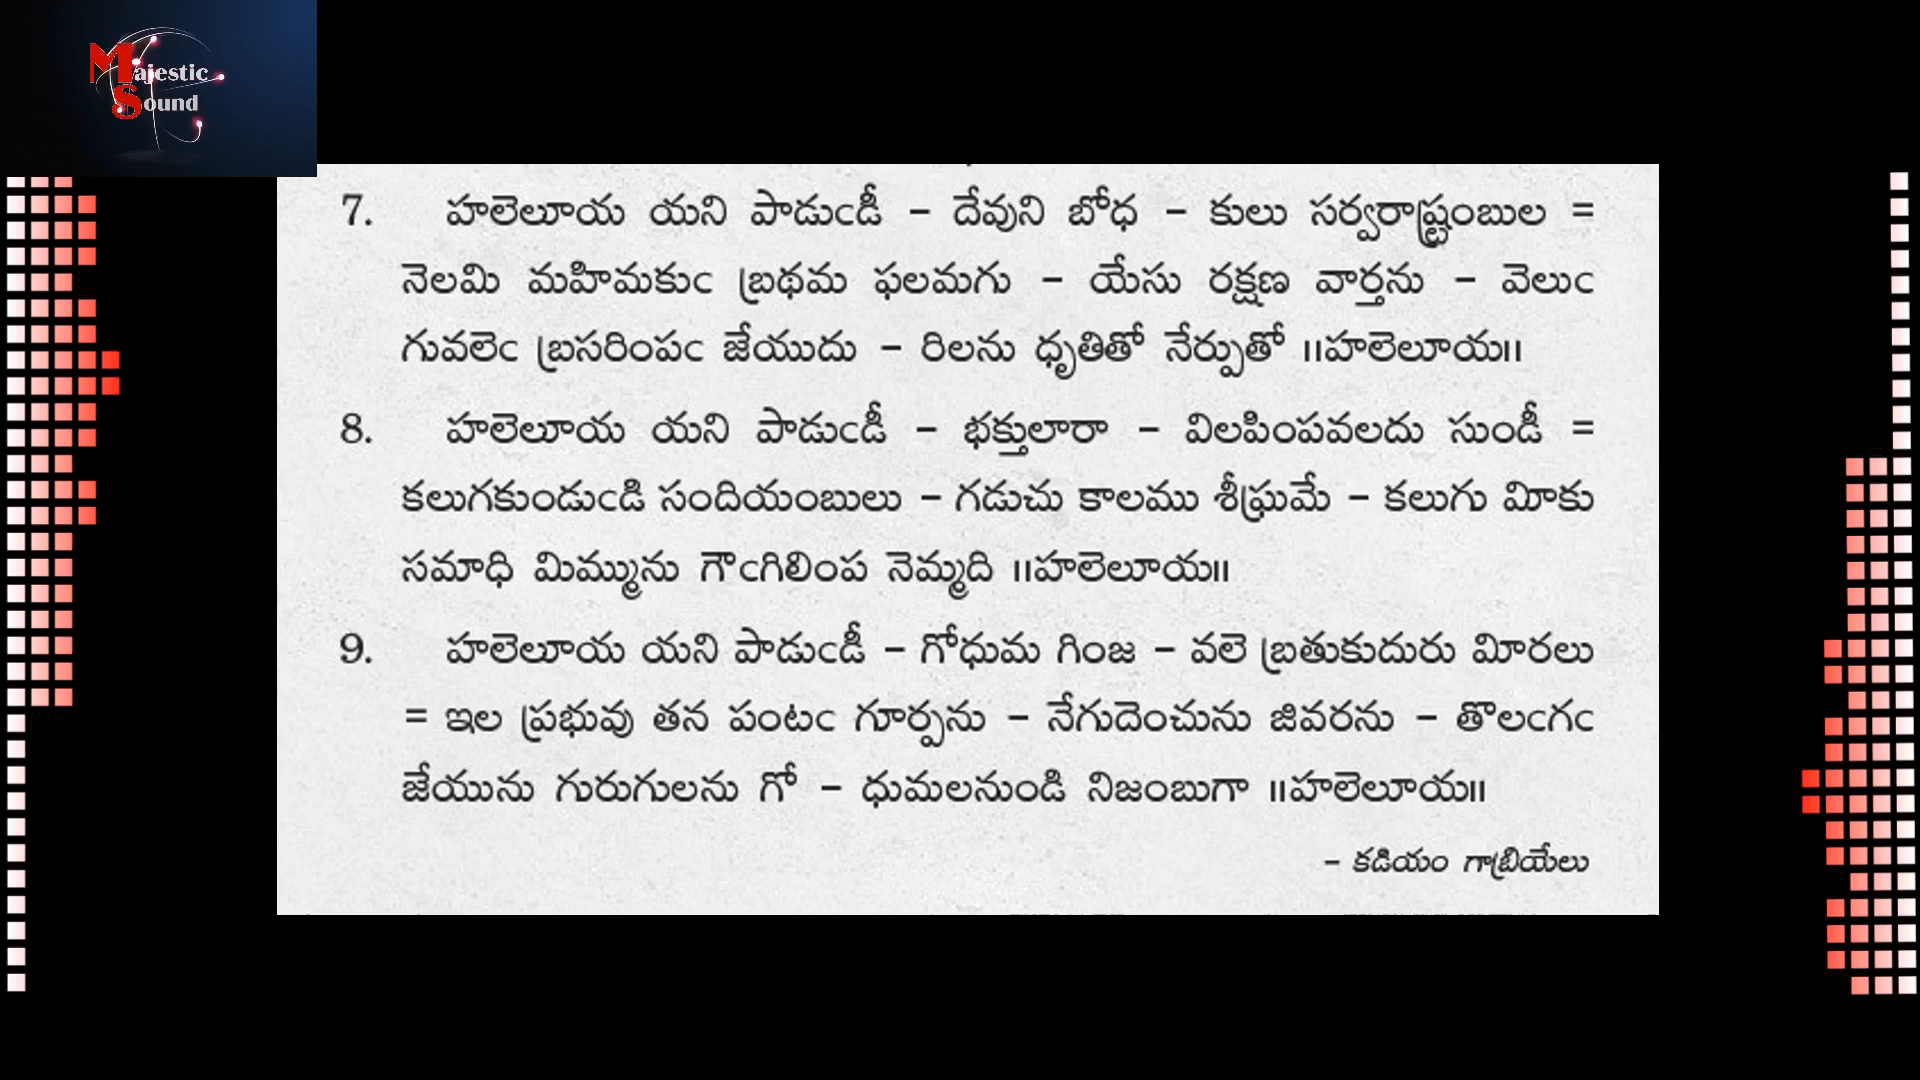 Majestic
Sound
7. హలెలూయ యని పాడుఁడీ – దేవుని బోధ – కులు సర్వరాష్ట్రంబుల =
నెలమి మహిమకుఁ బ్రథమ ఫలమగు – యేసు రక్షణ వార్తను – వెలుఁ
గువలెఁ బ్రసరింపఁ జేయుదు – రిలను ధృతితో నేర్పుతో ॥హలెలూయ॥
8. హలెలూయ యని పాడుఁడీ – భక్తులారా – విలపింపవలదు సుండీ =
కలుగకుండుఁడి సందియంబులు – గడుచు కాలము శీఘ్రమే – కలుగు మీకు
సమాధి మిమ్మును గౌఁగిలింప నెమ్మది ॥హలెలూయ॥
9. హలెలూయ యని పాడుఁడీ – గోధుమ గింజ – వలె బ్రతుకుదురు మీరలు
= ఇల ప్రభువు తన పంటఁ గూర్పను – నేగుదెంచును జివరను – తొలఁగఁ
జేయును గురుగులను గో – ధుమలనుండి నిజంబుగా ॥హలెలూయ॥
– కడియం గాబ్రియేలు